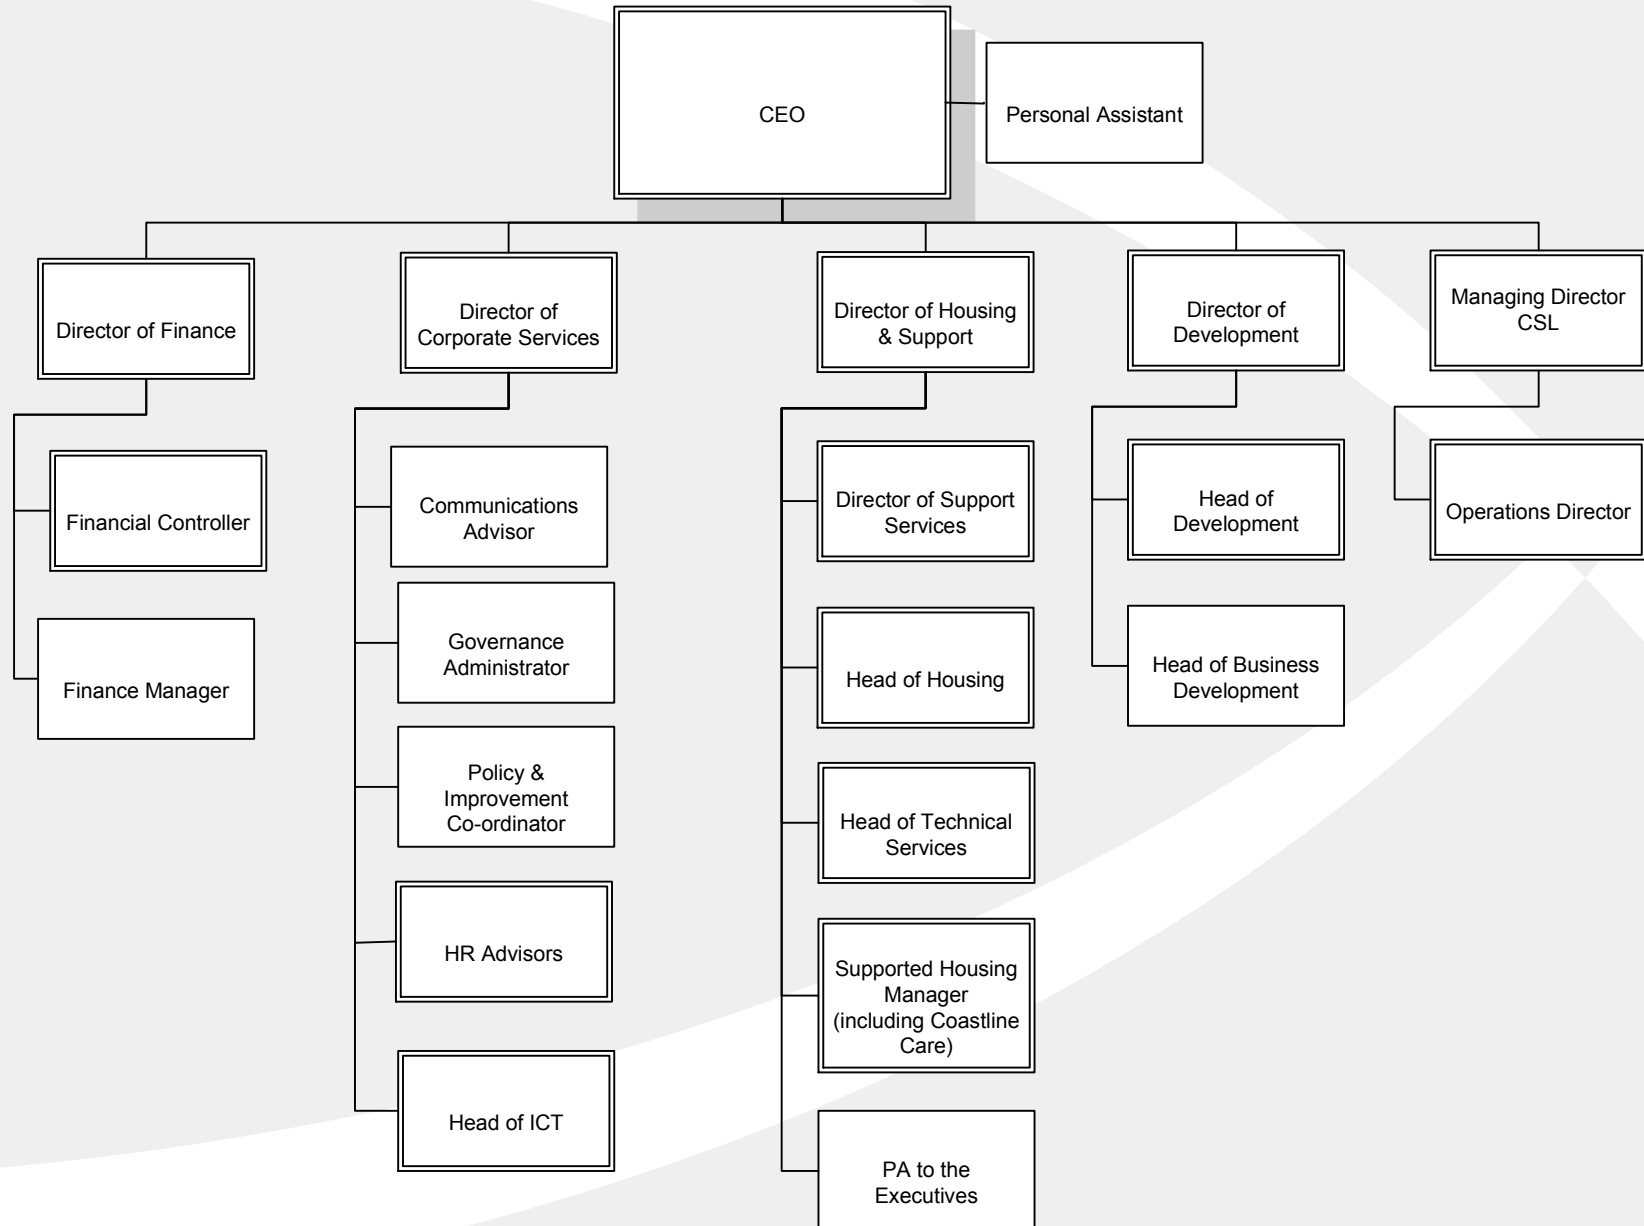 CEO
Personal Assistant
Director of Finance
Director of
Corporate Services
Director of Housing
& Support
Director of
Development
Managing Director
CSL
Financial Controller
Finance Manager
Communications
Advisor
Governance
Administrator
Policy &
Improvement
Co-ordinator
HR Advisors
Head of ICT
Director of Support
Services
Head of Housing
Head of Technical
Services
Supported Housing
Manager
(including Coastline
Care)
PA to the
Executives
Head of
Development
Head of Business
Development
Operations Director